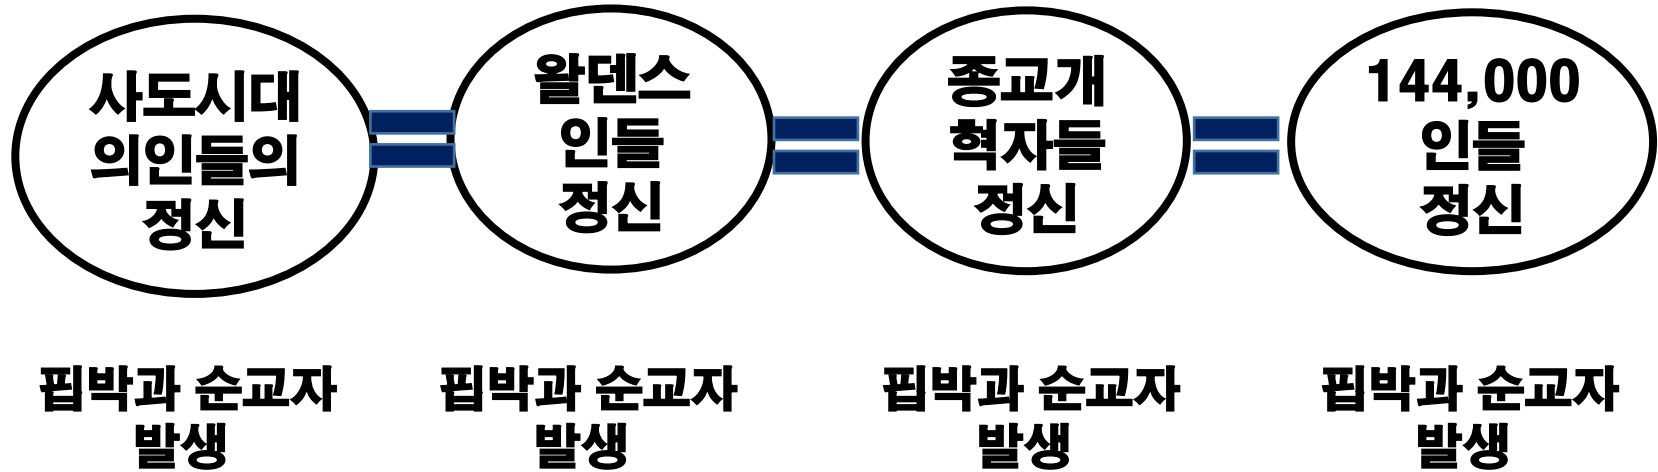 사도시대
의인들의
정신
왈덴스
인들
정신
종교개
혁자들
정신
144,000
인들
정신
핍박과 순교자
발생
핍박과 순교자
발생
핍박과 순교자
발생
핍박과 순교자
발생